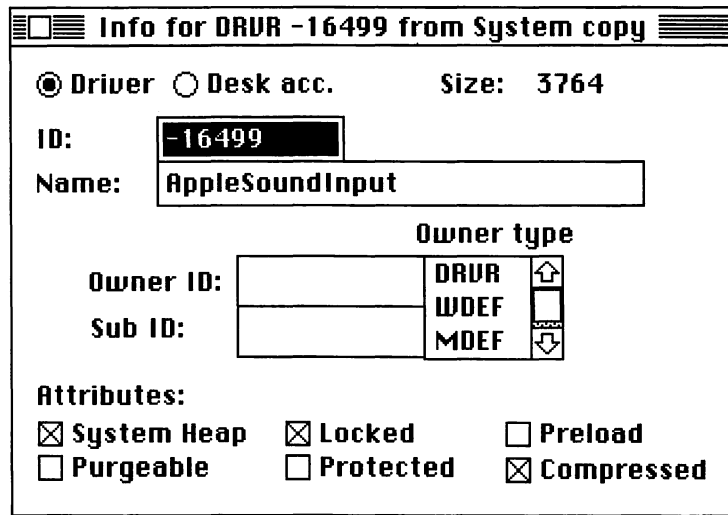 Info for DRVR -16499 from System copy
Driver Desk acc. Size: 3764
ID: -16499
Name: AppleSoundInput
Owner type
Owner ID: DRVR
WDEF
Sub ID: MDEF
Attributes:
System Heap Locked Preload
Purgeable Protected Compressed